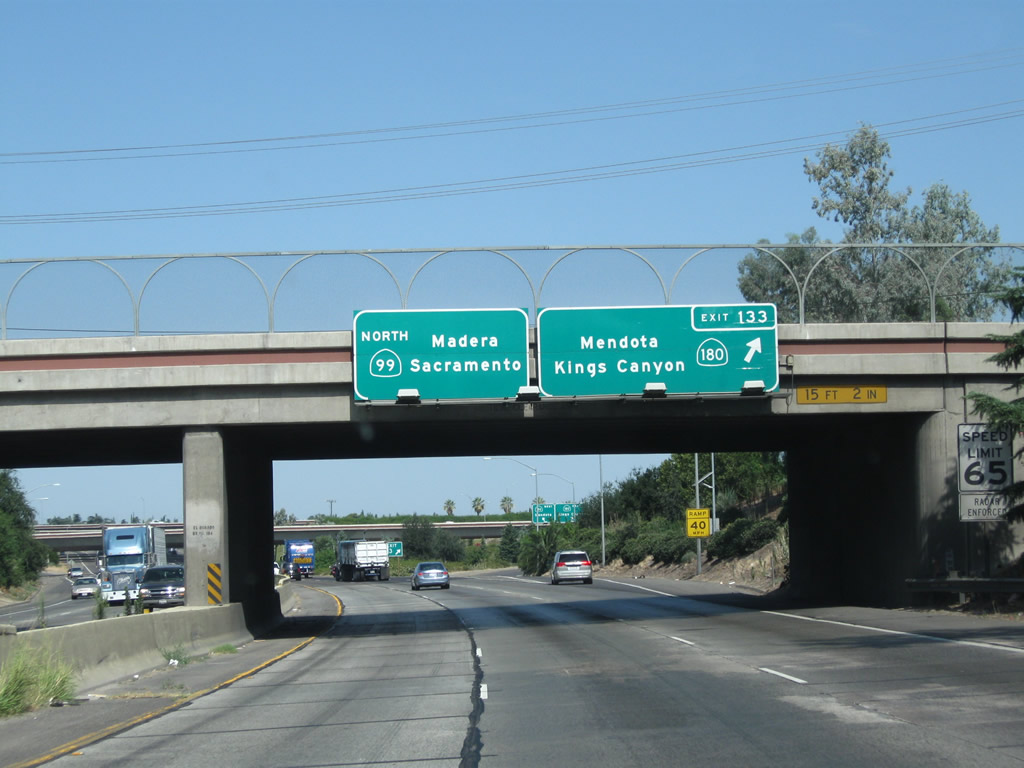 NORTH
99
Madera
Sacramento
EXIT 133
Mendota
Kings Canyon
180
15 FT 2 IN
SPEED
LIMIT
65
RADAR
ENFORCED
RAMP
40
MPH